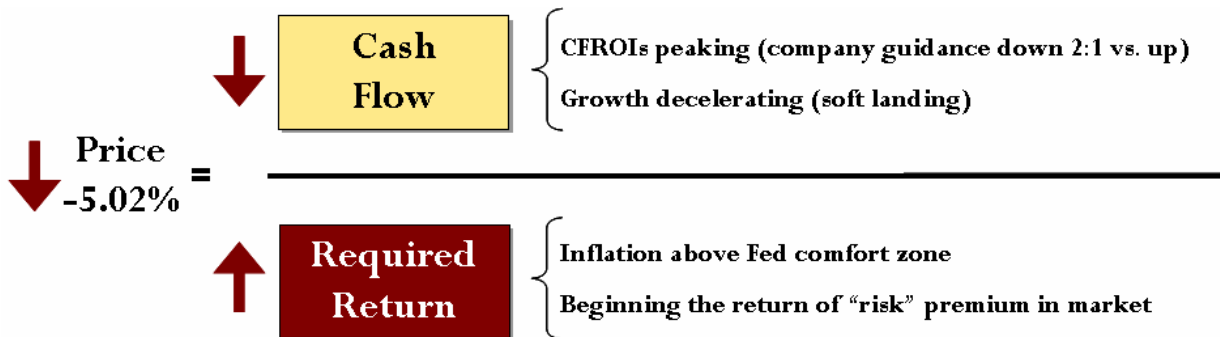 Cash
Flow
CFROIs peaking (company guidance down 2:1 vs. up)
Growth decelerating (soft landing)
Price
-5.02%
=
Required
Return
Inflation above Fed comfort zone
Beginning the return of “risk” premium in market